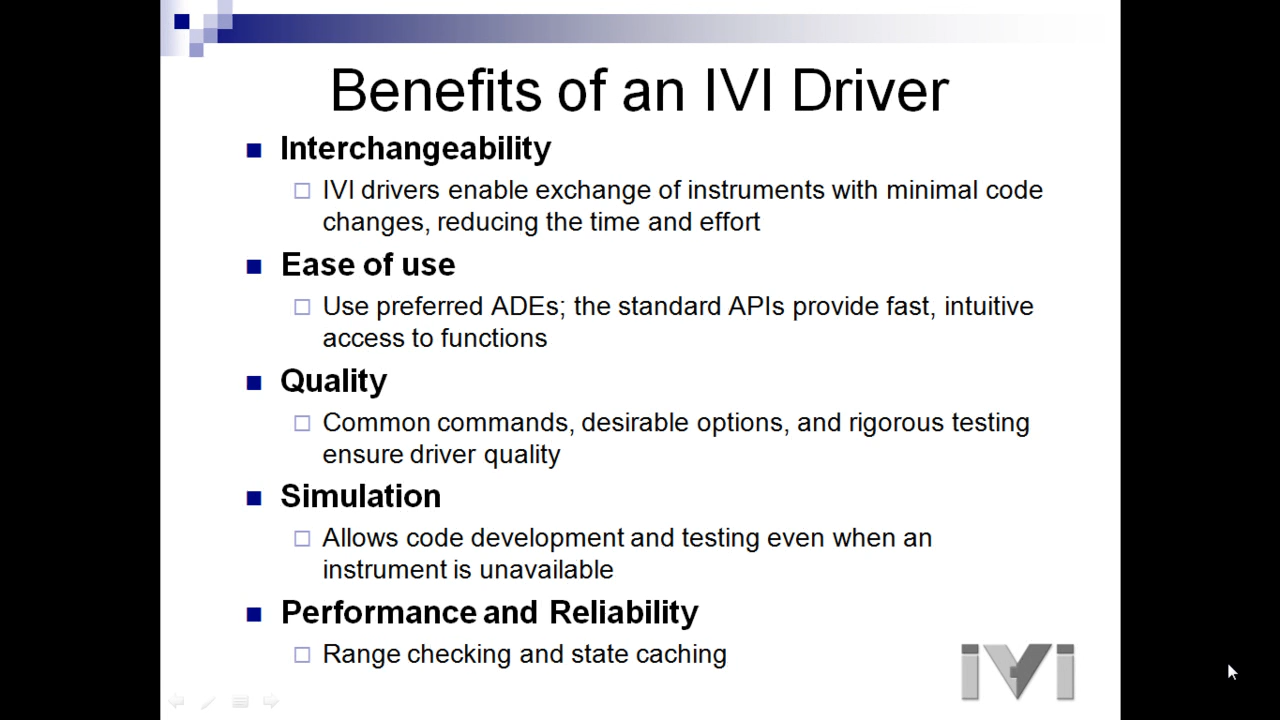 Benefits of an IVI Driver
Interchangeability
IVI drivers enable exchange of instruments with minimal code
changes, reducing the time and effort
Ease of use
Use preferred ADEs; the standard APIs provide fast, intuitive
access to functions
Quality
Common commands, desirable options, and rigorous testing
ensure driver quality
Simulation
Allows code development and testing even when an
instrument is unavailable
Performance and Reliability
Range checking and state caching
iVi